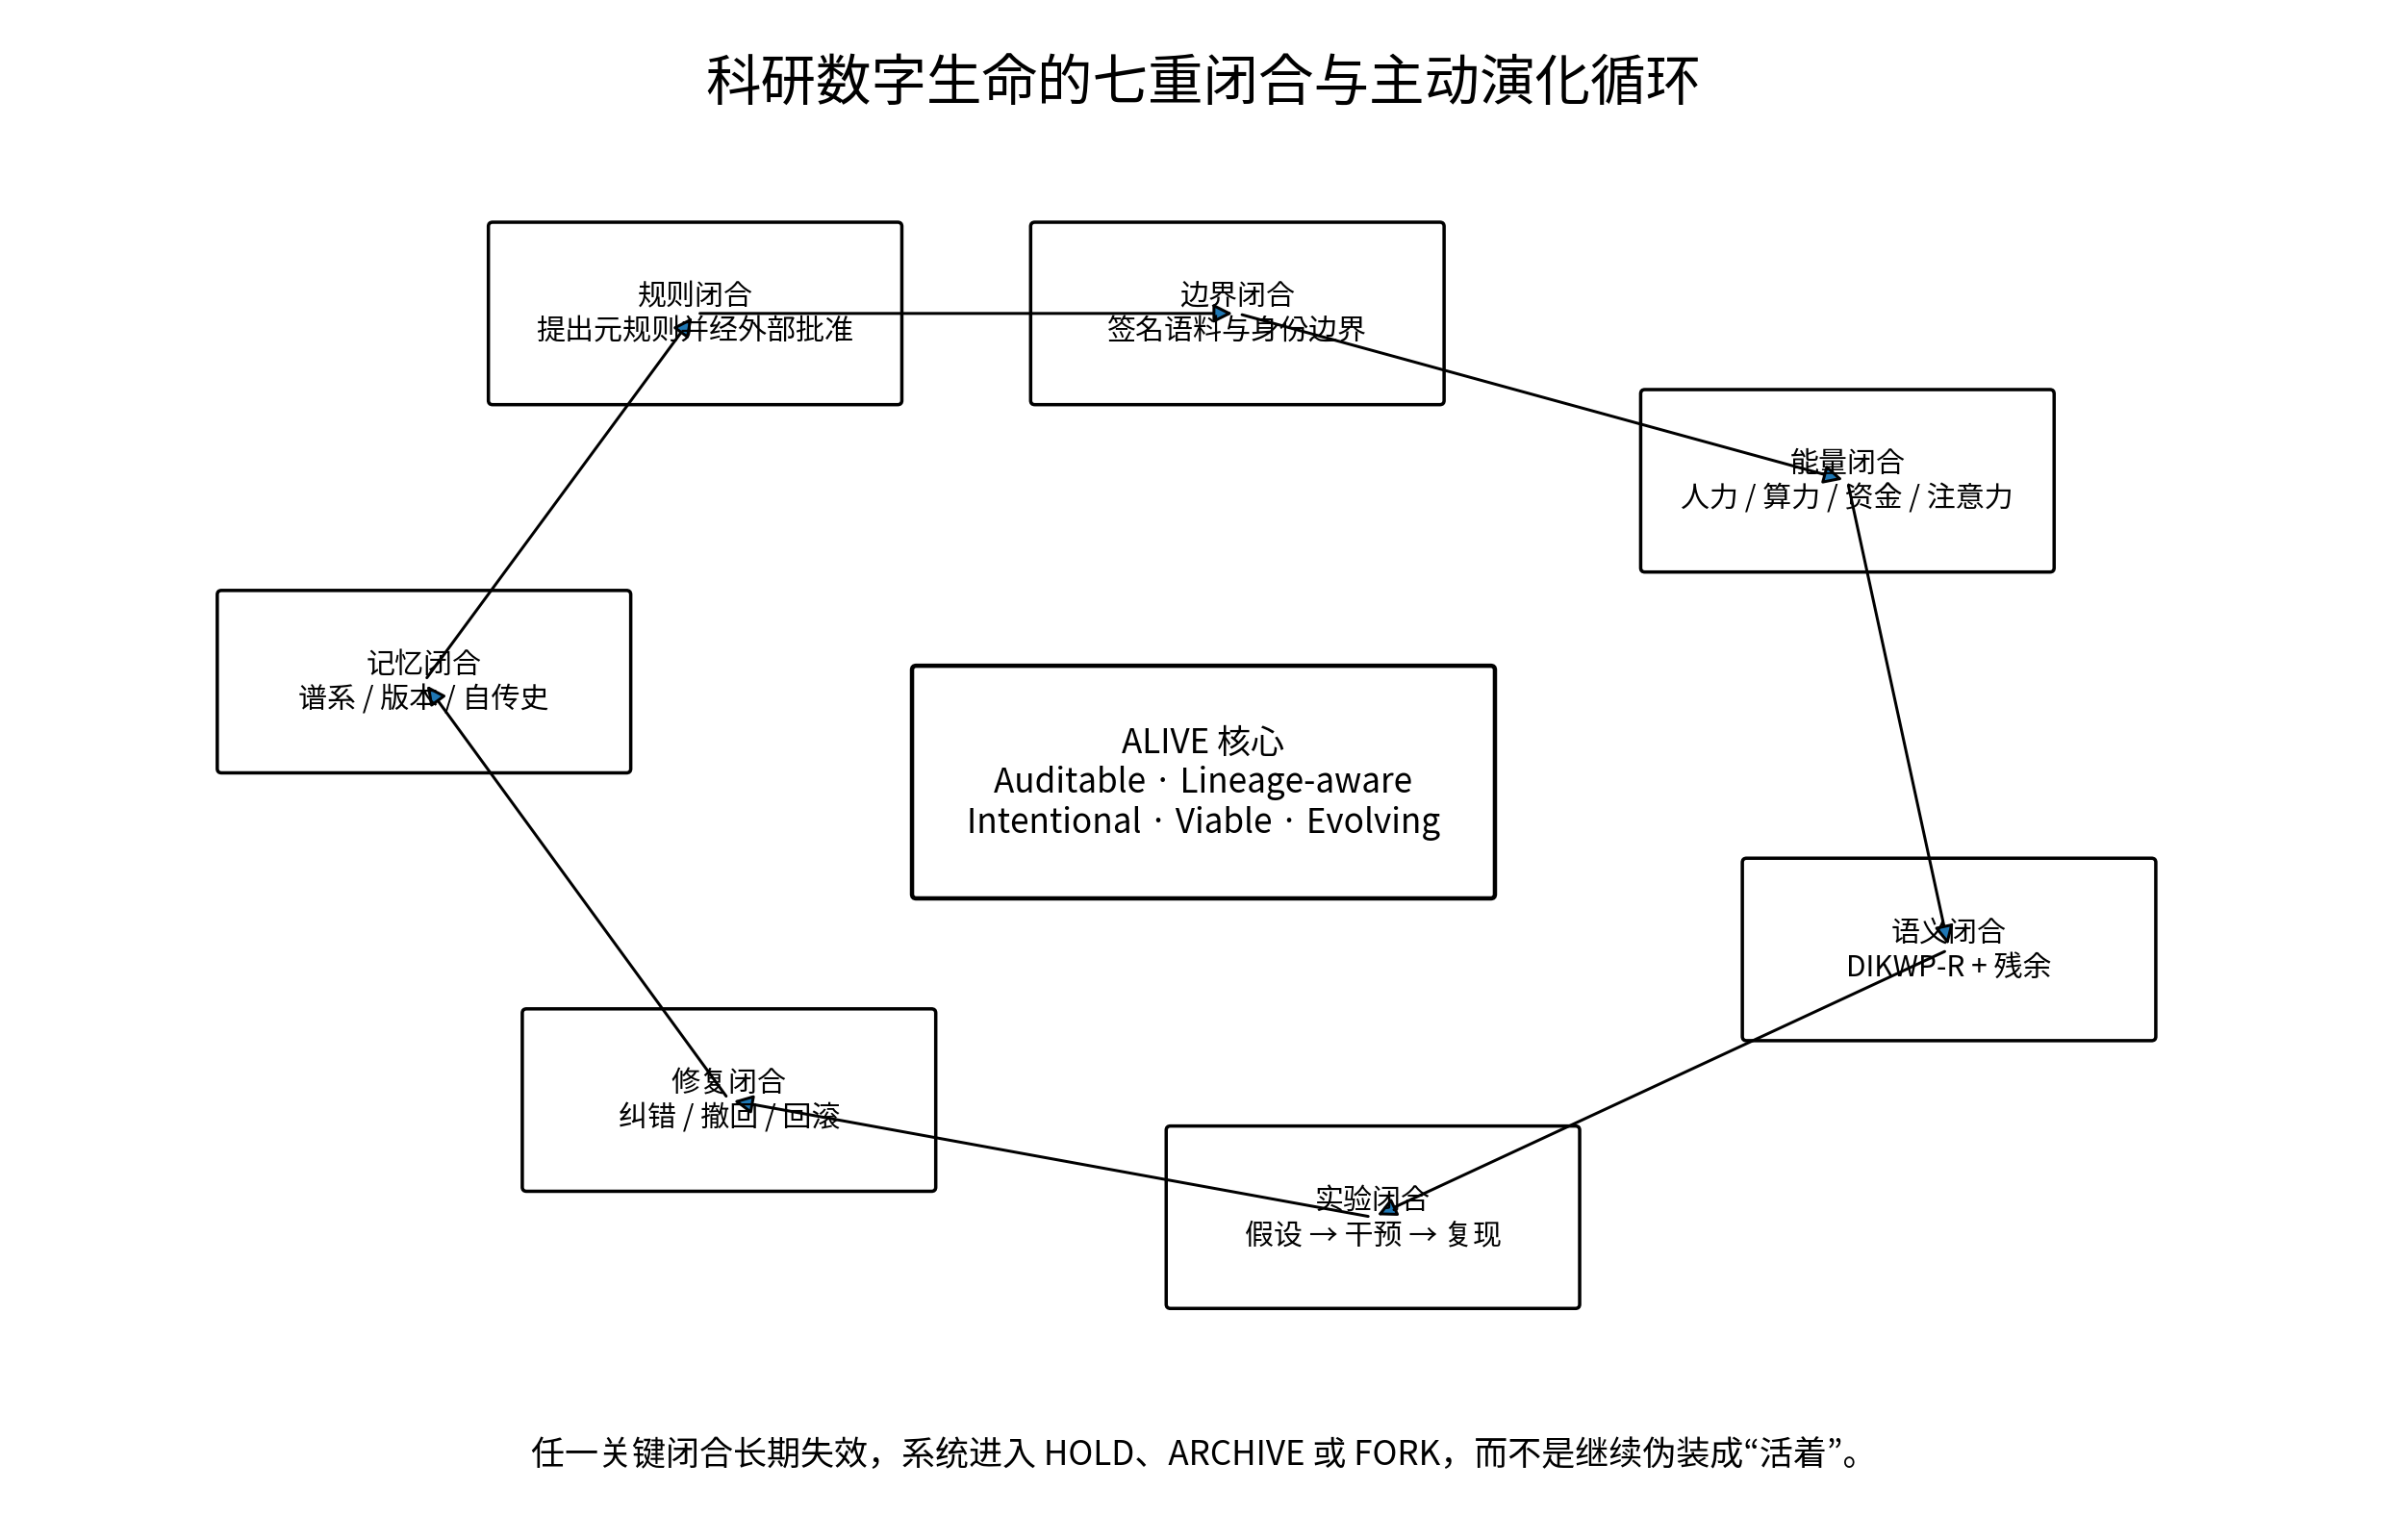 科研数字生命的七重闭合与主动演化循环
规则闭合
提出元规则并经外部批准
边界闭合
签名语料与身份边界
能量闭合
人力 / 算力 / 资金 / 注意力
记忆闭合
谱系 / 版本 / 自传史
ALIVE 核心
Auditable · Lineage-aware
Intentional · Viable · Evolving
语义闭合
DIKWP-R + 残余
修复闭合
纠错 / 撤回 / 回滚
实验闭合
假设 → 干预 → 复现
任一关键闭合长期失效，系统进入 HOLD、ARCHIVE 或 FORK，而不是继续伪装成“活着”。